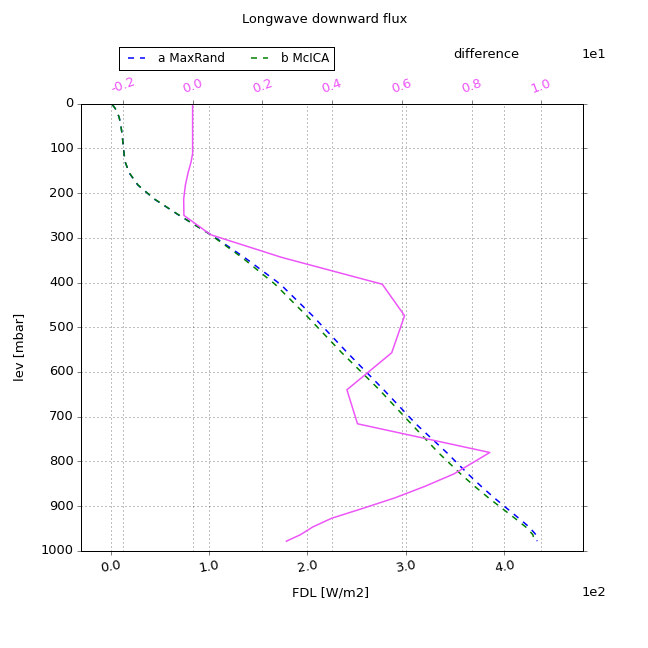 Longwave downward flux
a MaxRand b McICA difference 1e1
-0.2 0.0 0.2 0.4 0.6 0.8 1.0
0
100
200
300
400
500
600
700
800
900
1000
lev [mbar]
0.0 1.0 2.0 3.0 4.0
FDL [W/m2] 1e2